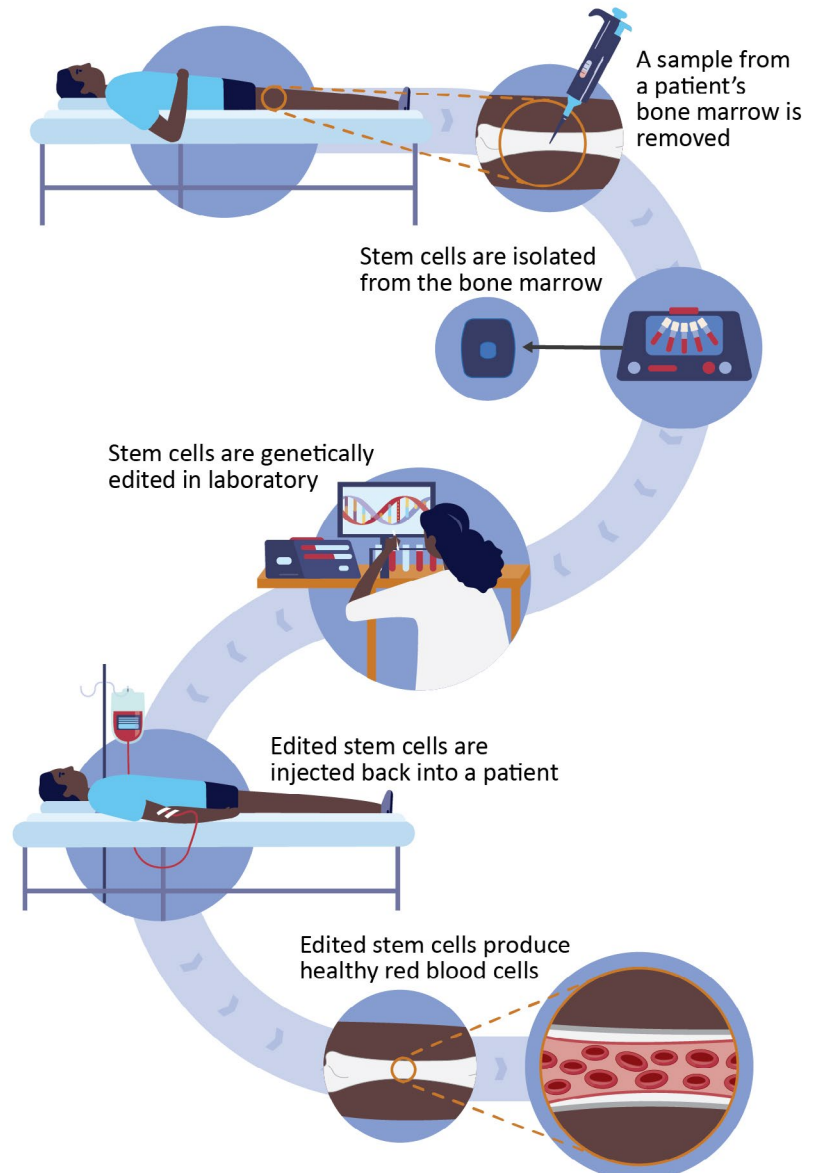 A sample from
a patient's
bone marrow is
removed
Stem cells are isolated
from the bone marrow
Stem cells are genetically
edited in laboratory
Edited stem cells are
injected back into a patient
Edited stem cells produce
healthy red blood cells